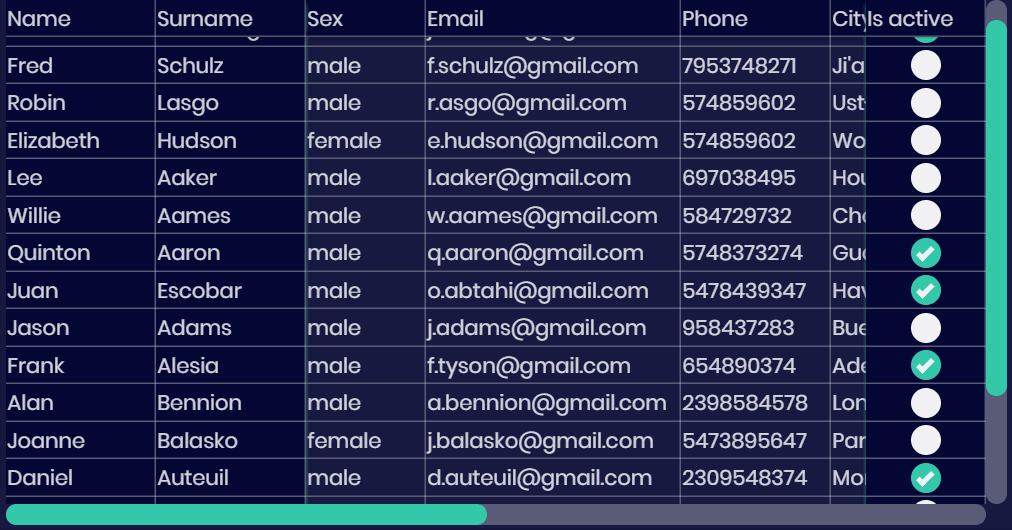 Name Surname Sex Email Phone City Is active
Fred Schulz male f.schulz@gmail.com 7953748271 Ji'a
Robin Lasgo male r.asgo@gmail.com 574859602 Ust
Elizabeth Hudson female e.hudson@gmail.com 574859602 Wo
Lee Aaker male l.aaker@gmail.com 697038495 Hou
Willie Aames male w.aames@gmail.com 584729732 Cho
Quinton Aaron male q.aaron@gmail.com 5748373274 Gu
Juan Escobar male o.abtahi@gmail.com 5478439347 Hav
Jason Adams male j.adams@gmail.com 958437283 Bue
Frank Alesia male f.tyson@gmail.com 654890374 Ade
Alan Bennion male a.bennion@gmail.com 2398584578 Lon
Joanne Balasko female j.balasko@gmail.com 5473895647 Par
Daniel Auteuil male d.auteuil@gmail.com 2309548374 Mo